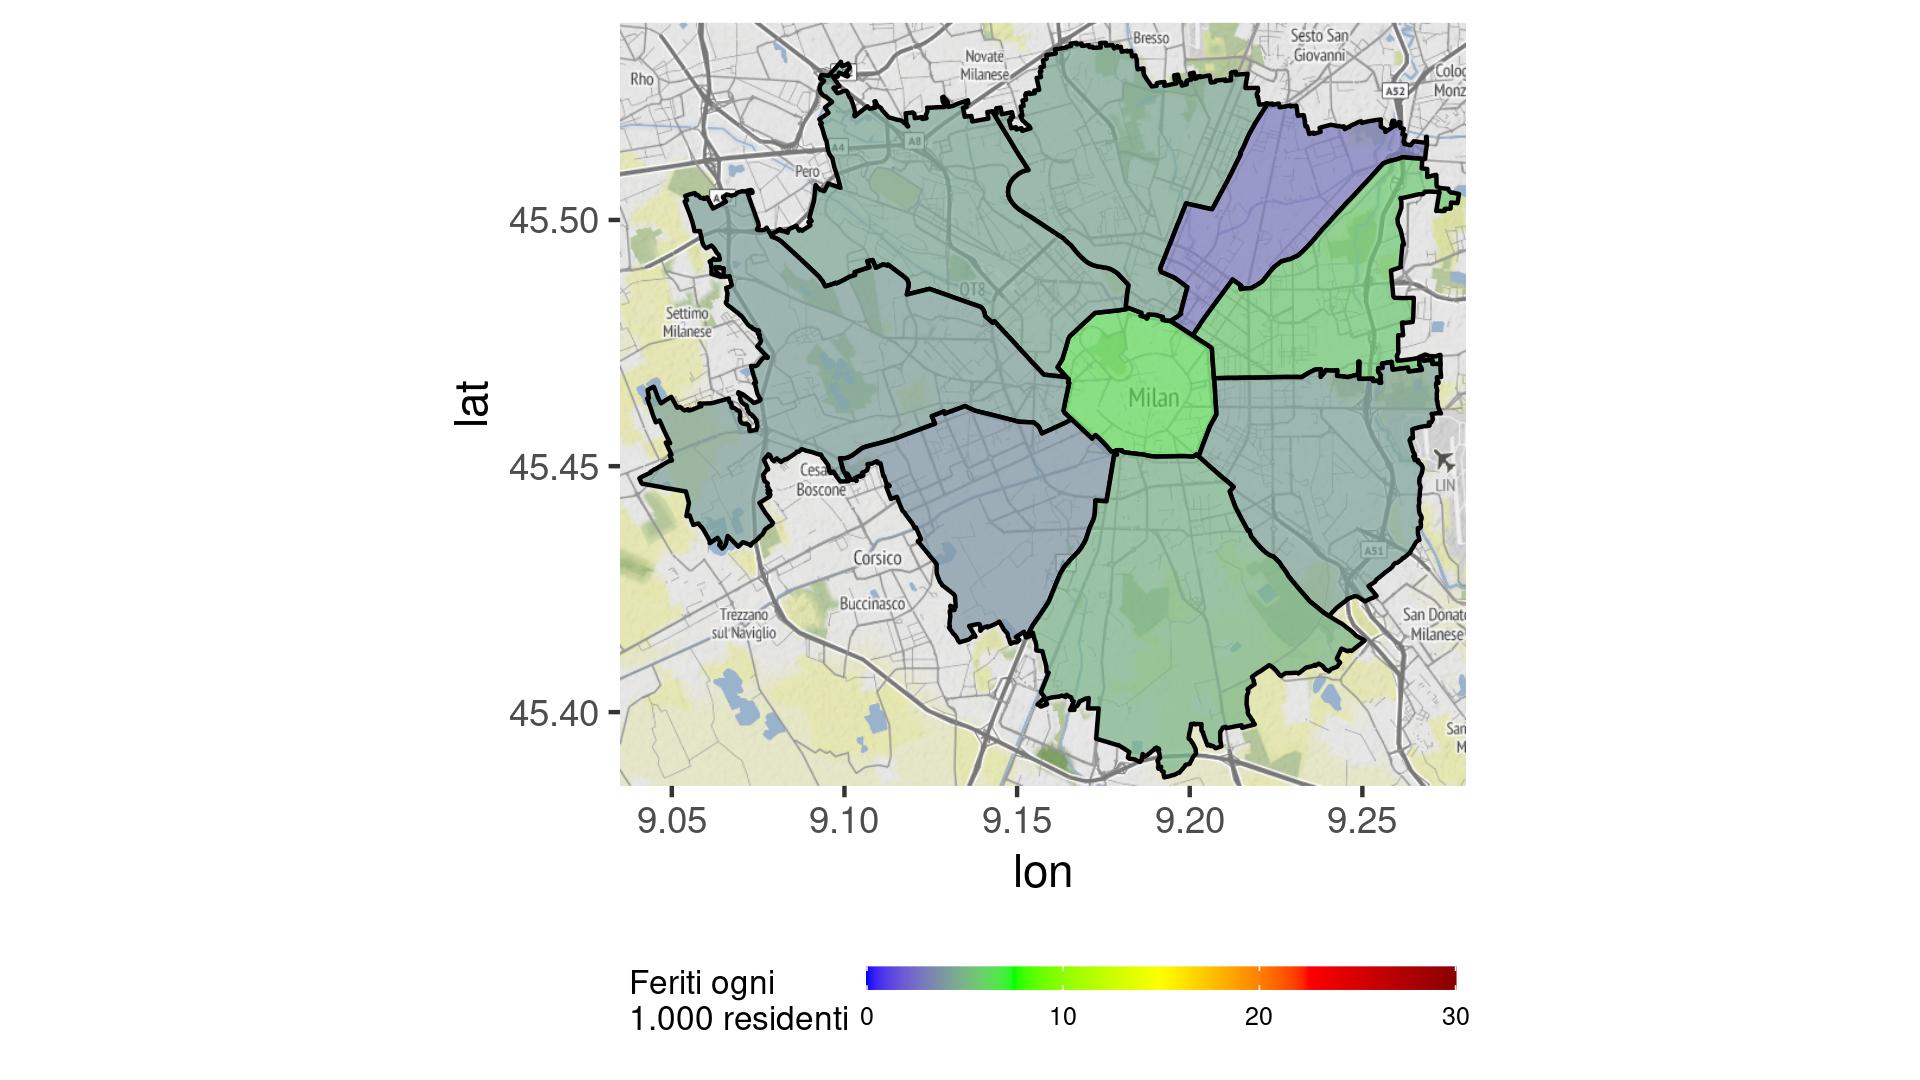 Bresso
Sesto San
Giovanni
Novate
Milanese
Rho
Colog
Monz
A52
A4
A8
Pero
A
45.50
QT8
Settimo
Milanese
lat
Milan
45.45
Cesa
Boscone
LIN
A51
Corsico
Buccinasco
Trezzano
sul Naviglio
San Donato
Milanese
45.40
San
M
9.05 9.10 9.15 9.20 9.25
lon
Feriti ogni
1.000 residenti
0 10 20 30